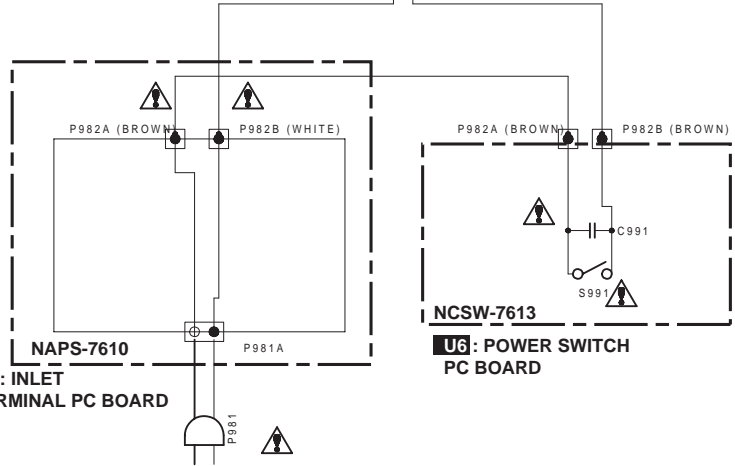 P982A (BROWN) P982B (WHITE)
P982A (BROWN) P982B (BROWN)
C991
S991
NCSW-7613
NAPS-7610
P981A
U6 : POWER SWITCH
PC BOARD
: INLET
RMINAL PC BOARD
P981